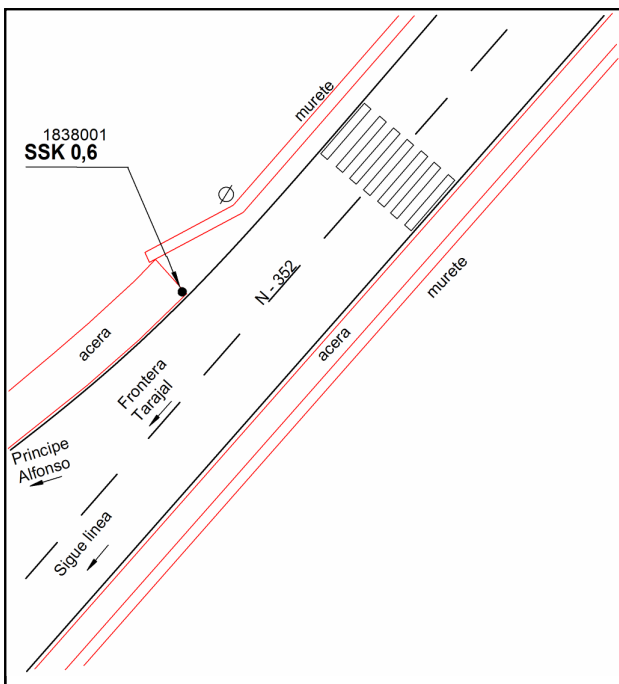 murete
1838001
SSK 0,6
murete
N - 352
acera
acera
Frontera
Tarajal
Principe
Alfonso
Sigue linea